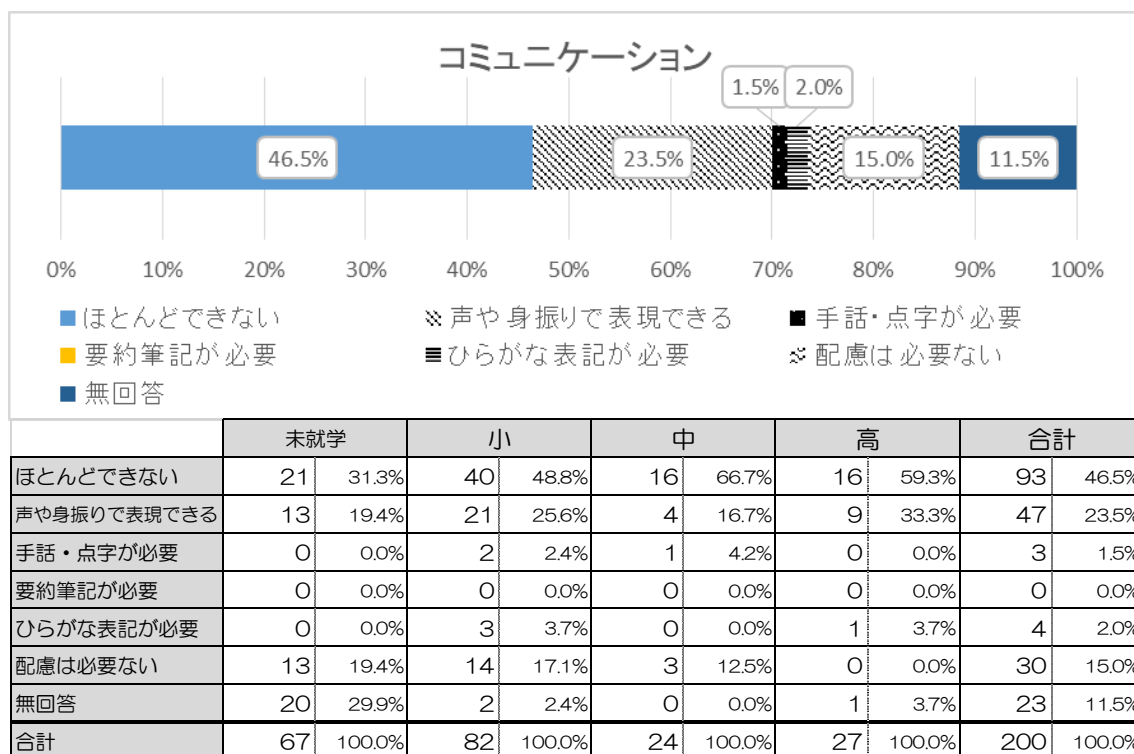 コミュニケーション
1.5% 2.0%
46.5% 23.5% 15.0% 11.5%
0% 10% 20% 30% 40% 50% 60% 70% 80% 90% 100%
ほとんどできない 声や身振りで表現できる 手話・点字が必要
要約筆記が必要 ひらがな表記が必要 配慮は必要ない
無回答
未就学 小 中 高 合計
ほとんどできない 21 31.3% 40 48.8% 16 66.7% 16 59.3% 93 46.5%
声や身振りで表現できる 13 19.4% 21 25.6% 4 16.7% 9 33.3% 47 23.5%
手話・点字が必要 0 0.0% 2 2.4% 1 4.2% 0 0.0% 3 1.5%
要約筆記が必要 0 0.0% 0 0.0% 0 0.0% 0 0.0% 0 0.0%
ひらがな表記が必要 0 0.0% 3 3.7% 0 0.0% 1 3.7% 4 2.0%
配慮は必要ない 13 19.4% 14 17.1% 3 12.5% 0 0.0% 30 15.0%
無回答 20 29.9% 2 2.4% 0 0.0% 1 3.7% 23 11.5%
合計 67 100.0% 82 100.0% 24 100.0% 27 100.0% 200 100.0%